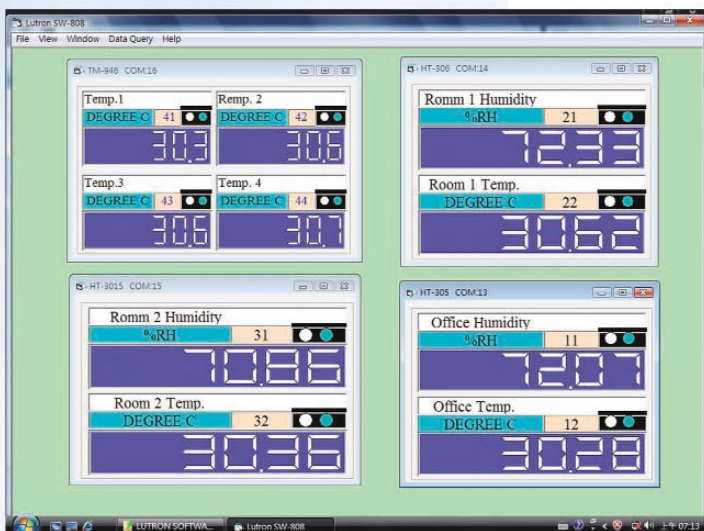 Lutron SW-808
File View Window Data Query Help
TM-946 COM:16
Temp.1 Remp. 2
DEGREE C 41 DEGREE C 42
30.3 30.6
Temp.3 Temp. 4
DEGREE C 43 DEGREE C 44
30.6 30.7
HT-306 COM:14
Romm 1 Humidity
%RH 21
72.33
Room 1 Temp.
DEGREE C 22
30.62
HT-3015 COM:15
Romm 2 Humidity
%RH 31
70.86
Room 2 Temp.
DEGREE C 32
30.36
HT-305 COM:13
Office Humidity
%RH 11
72.07
Office Temp.
DEGREE C 12
30.28
LUTRON SOFTWA... Lutron SW-808 上午 07:13